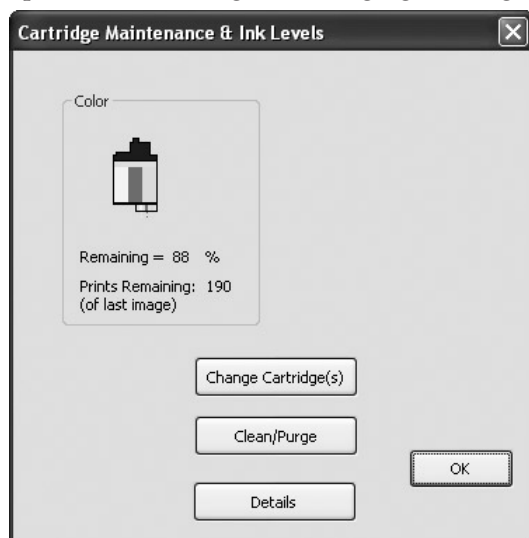 Cartridge Maintenance & Ink Levels
Color
Remaining = 88 %
Prints Remaining: 190
(of last image)
Change Cartridge(s)
Clean/Purge
OK
Details